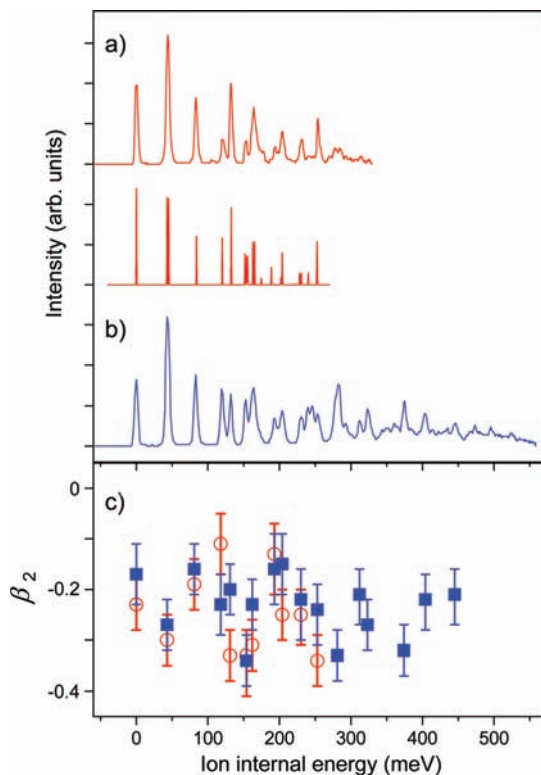 a)
Intensity (arb. units)
b)
c)
0
-0.2
-0.4
β2
0 100 200 300 400 500
Ion internal energy (meV)